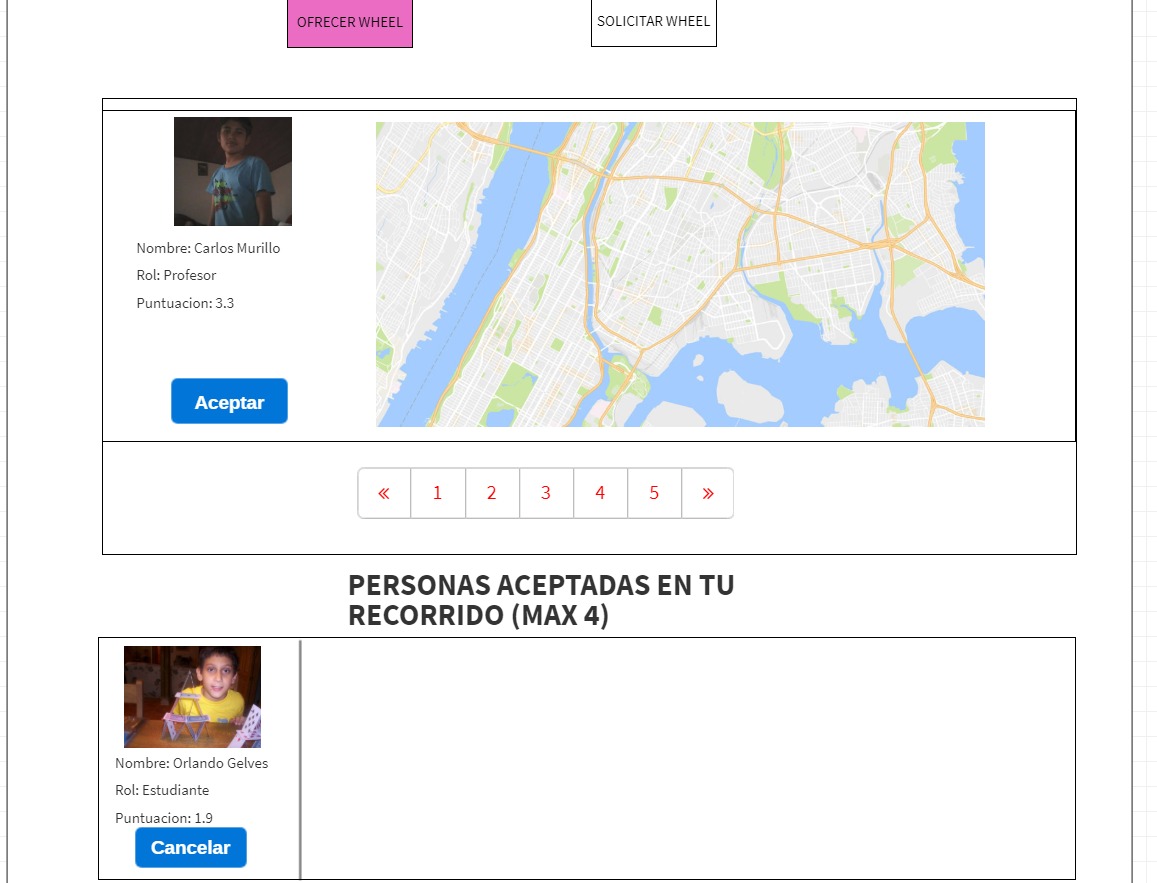 OFRECER WHEEL
SOLICITAR WHEEL
Nombre: Carlos Murillo
Rol: Profesor
Puntuacion: 3.3
Aceptar
« 1 2 3 4 5 »
PERSONAS ACEPTADAS EN TU
RECORRIDO (MAX 4)
Nombre: Orlando Gelves
Rol: Estudiante
Puntuacion: 1.9
Cancelar